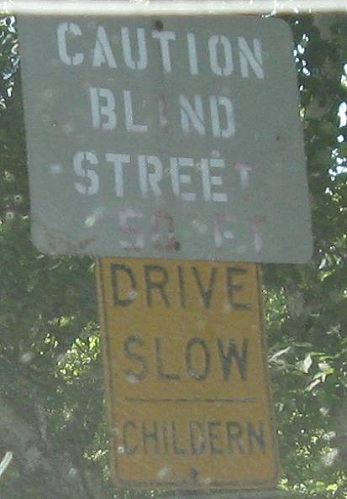 CAUTION
BLIND
STREET
50 FT
DRIVE
SLOW
CHILDERN